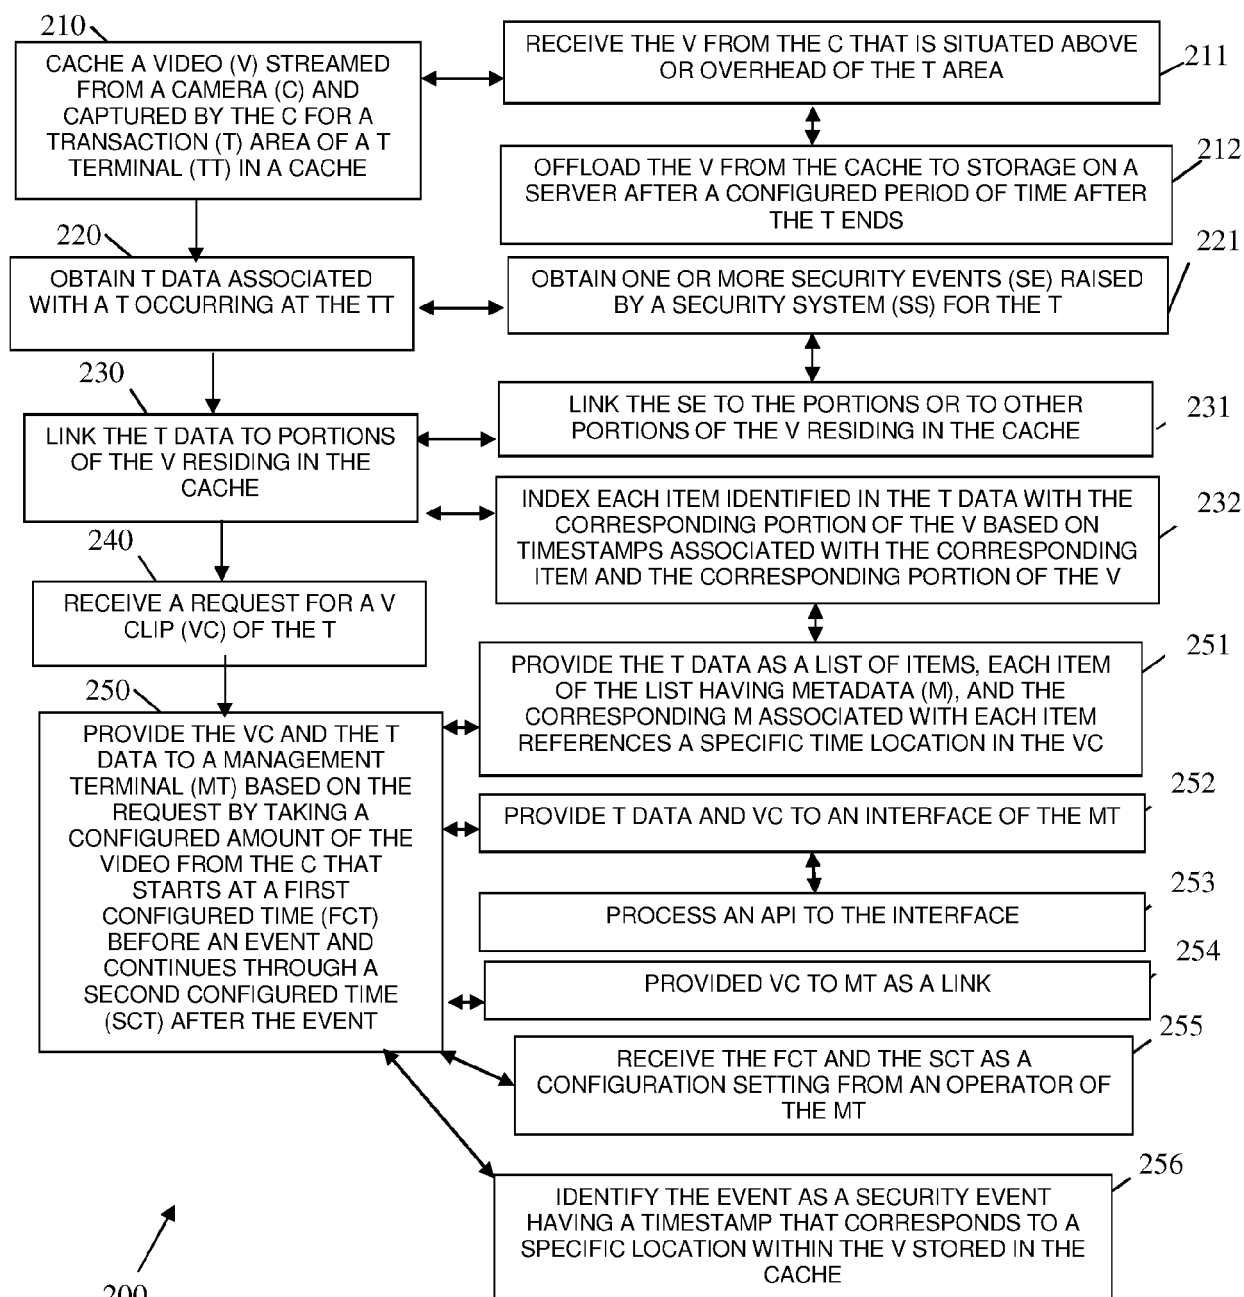 210
CACHE A VIDEO (V) STREAMED
FROM A CAMERA (C) AND
CAPTURED BY THE C FOR A
TRANSACTION (T) AREA OF A T
TERMINAL (TT) IN A CACHE
RECEIVE THE V FROM THE C THAT IS SITUATED ABOVE
OR OVERHEAD OF THE T AREA
211
OFFLOAD THE V FROM THE CACHE TO STORAGE ON A
SERVER AFTER A CONFIGURED PERIOD OF TIME AFTER
THE T ENDS
212
220
OBTAIN T DATA ASSOCIATED
WITH A T OCCURING AT THE TT
OBTAIN ONE OR MORE SECURITY EVENTS (SE) RAISED
BY A SECURITY SYSTEM (SS) FOR THE T
221
230
LINK THE T DATA TO PORTIONS
OF THE V RESIDING IN THE
CACHE
LINK THE SE TO THE PORTIONS OR TO OTHER
PORTIONS OF THE V RESIDING IN THE CACHE
231
INDEX EACH ITEM IDENTIFIED IN THE T DATA WITH THE
CORRESPONDING PORTION OF THE V BASED ON
TIMESTAMPS ASSOCIATED WITH THE CORRESPONDING
ITEM AND THE CORRESPONDING PORTION OF THE V
232
240
RECEIVE A REQUEST FOR A V
CLIP (VC) OF THE T
250
PROVIDE THE VC AND THE T
DATA TO A MANAGEMENT
TERMINAL (MT) BASED ON THE
REQUEST BY TAKING A
CONFIGURED AMOUNT OF THE
VIDEO FROM THE C THAT
STARTS AT A FIRST
CONFIGURED TIME (FCT)
BEFORE AN EVENT AND
CONTINUES THROUGH A
SECOND CONFIGURED TIME
(SCT) AFTER THE EVENT
PROVIDE THE T DATA AS A LIST OF ITEMS, EACH ITEM
OF THE LIST HAVING METADATA (M), AND THE
CORRESPONDING M ASSOCIATED WITH EACH ITEM
REFERENCES A SPECIFIC TIME LOCATION IN THE VC
251
PROVIDE T DATA AND VC TO AN INTERFACE OF THE MT
252
PROCESS AN API TO THE INTERFACE
253
PROVIDED VC TO MT AS A LINK
254
RECEIVE THE FCT AND THE SCT AS A
CONFIGURATION SETTING FROM AN OPERATOR OF
THE MT
255
IDENTIFY THE EVENT AS A SECURITY EVENT
HAVING A TIMESTAMP THAT CORRESPONDS TO A
SPECIFIC LOCATION WITHIN THE V STORED IN THE
CACHE
256
200